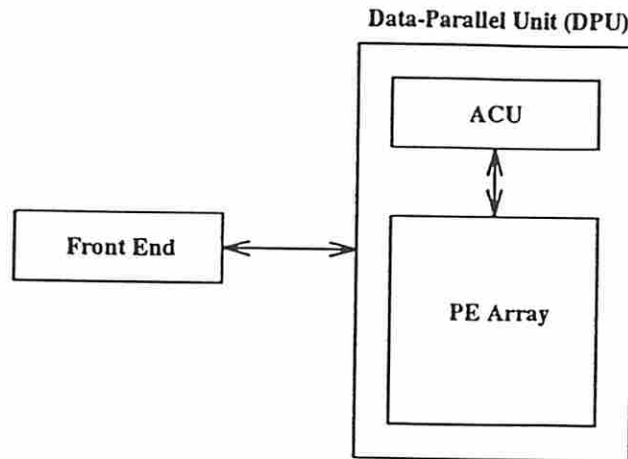 Data-Parallel Unit (DPU)
ACU
Front End
PE Array